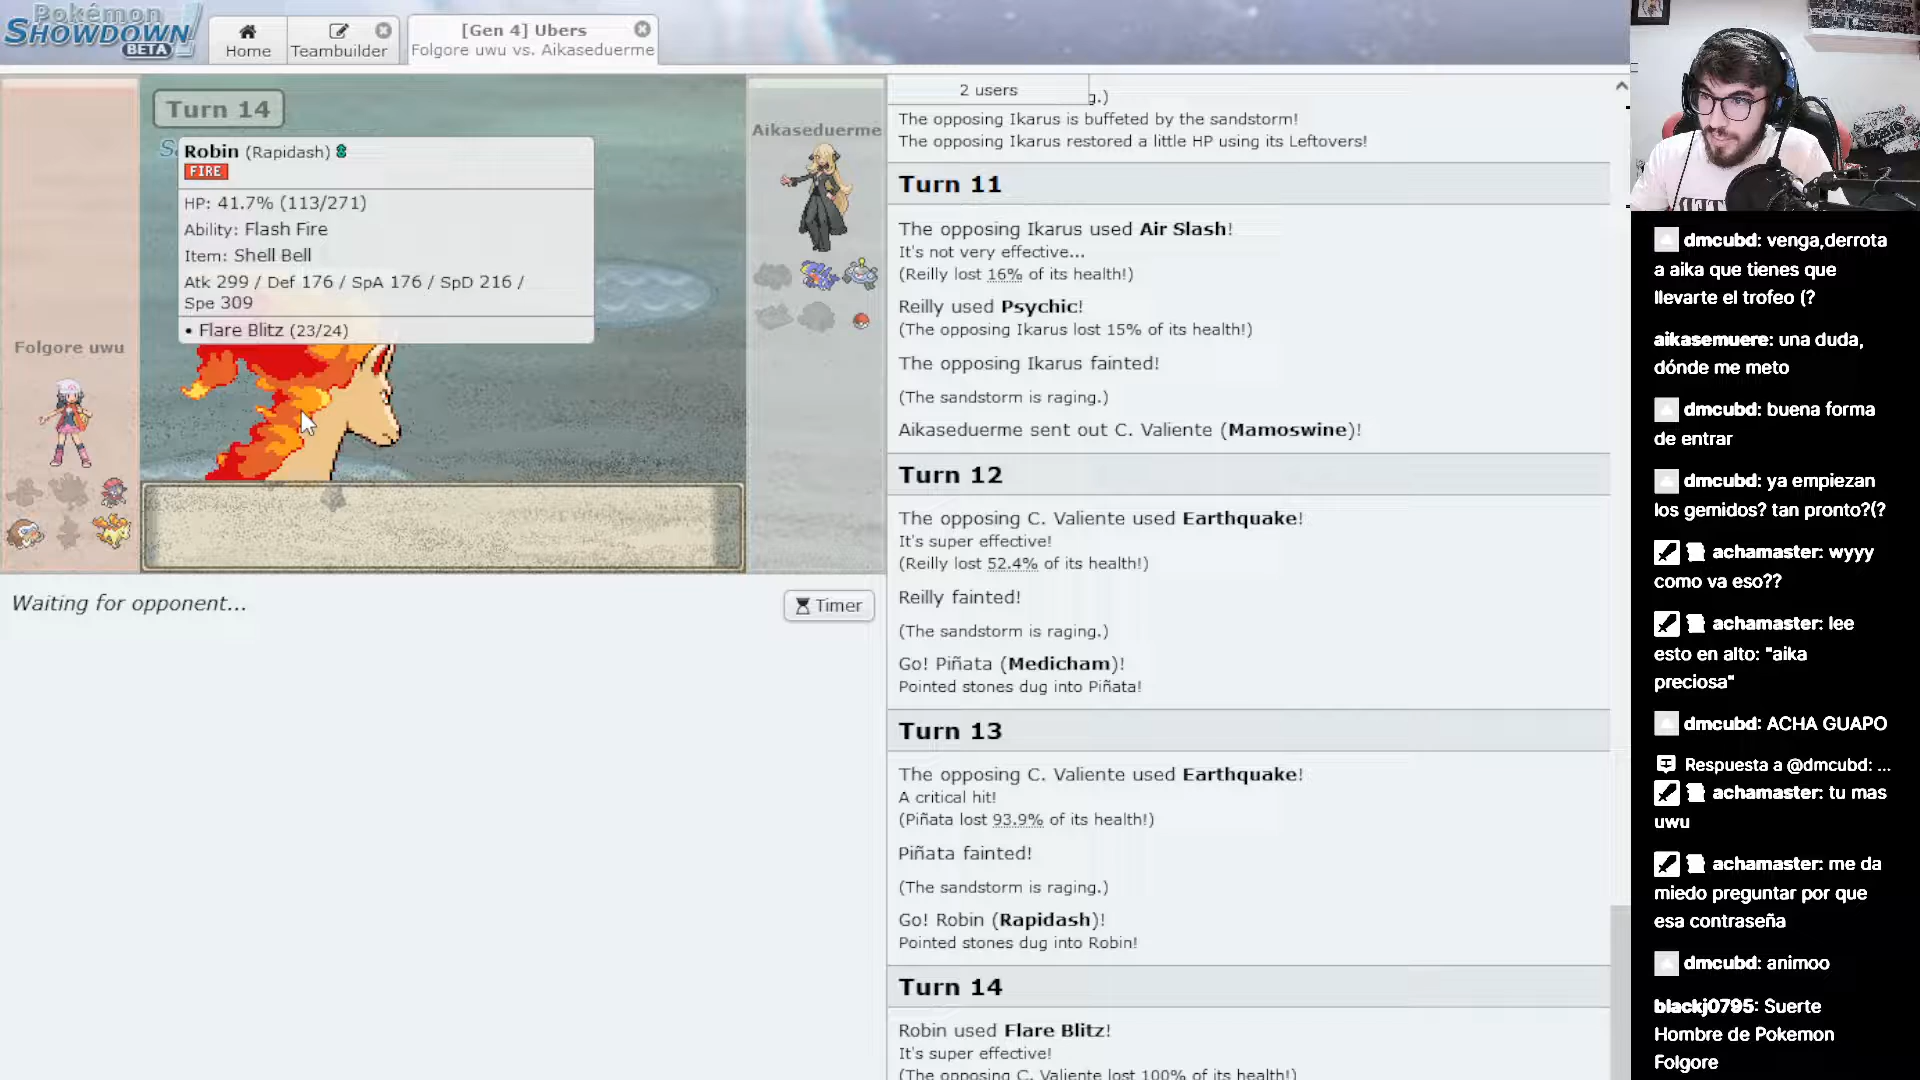 Pokémon
SHOWDOWN
BETA
Home
Teambuilder
[Gen 4] Ubers
Folgore uwu vs. Aikaseduerme
Turn 14
Robin (Rapidash)
FIRE
HP: 41.7% (113/271)
Ability: Flash Fire
Item: Shell Bell
Atk 299 / Def 176 / SpA 176 / SpD 216 /
Spe 309
• Flare Blitz (23/24)
Folgore uwu
Aikaseduerme
Waiting for opponent...
Timer
2 users
g.)
The opposing Ikarus is buffeted by the sandstorm!
The opposing Ikarus restored a little HP using its Leftovers!
Turn 11
The opposing Ikarus used Air Slash!
It's not very effective...
(Reilly lost 16% of its health!)
Reilly used Psychic!
(The opposing Ikarus lost 15% of its health!)
The opposing Ikarus fainted!
(The sandstorm is raging.)
Aikaseduerme sent out C. Valiente (Mamoswine)!
Turn 12
The opposing C. Valiente used Earthquake!
It's super effective!
(Reilly lost 52.4% of its health!)
Reilly fainted!
(The sandstorm is raging.)
Go! Piñata (Medicham)!
Pointed stones dug into Piñata!
Turn 13
The opposing C. Valiente used Earthquake!
A critical hit!
(Piñata lost 93.9% of its health!)
Piñata fainted!
(The sandstorm is raging.)
Go! Robin (Rapidash)!
Pointed stones dug into Robin!
Turn 14
Robin used Flare Blitz!
It's super effective!
(The opposing C. Valiente lost 100% of its health!)
dmcubd: venga,derrota
a aika que tienes que
llevarte el trofeo (?
aikasemuere: una duda,
dónde me meto
dmcubd: buena forma
de entrar
dmcubd: ya empiezan
los gemidos? tan pronto?(?
achamaster: wyyy
como va eso??
achamaster: lee
esto en alto: "aika
preciosa"
dmcubd: ACHA GUAPO
Respuesta a @dmcubd: ...
achamaster: tu mas
uwu
achamaster: me da
miedo preguntar por que
esa contraseña
dmcubd: animoo
blackj0795: Suerte
Hombre de Pokemon
Folgore